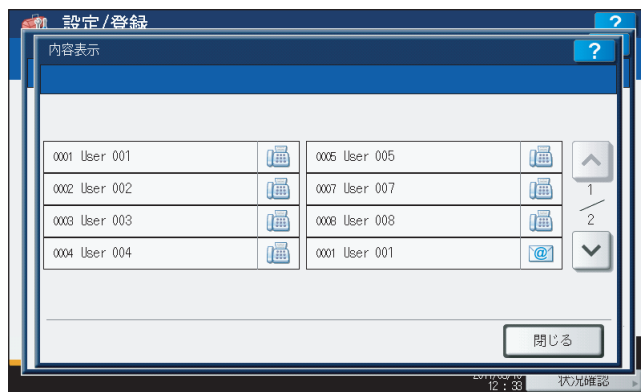 設定/登録
?
内容表示
?
0001 User 001
0002 User 002
0003 User 003
0004 User 004
0005 User 005
0007 User 007
0008 User 008
0001 User 001
@
1
2
閉じる
12:33
状況確認